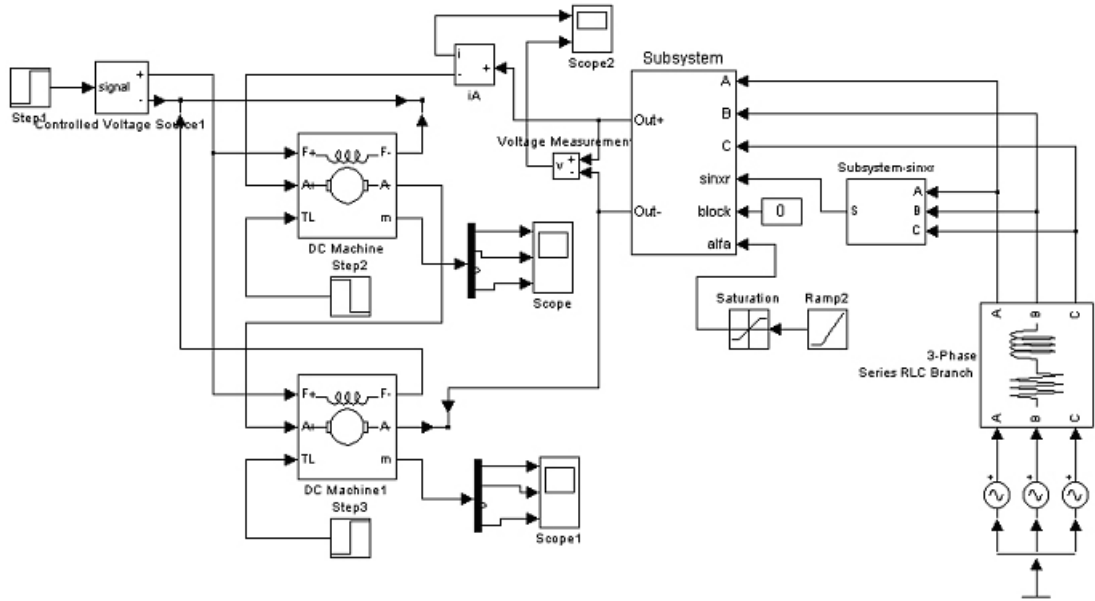 Step1
signal
+
-
Controlled Voltage Source1
i
-
+
iA
Scope2
Voltage Measurement
v
+
-
Subsystem
A
B
C
sinxr
block
alfa
Out+
Out-
0
Subsystem-sinxr
S
A
B
C
F+
F-
A+
A-
TL
m
DC Machine
Step2
Scope
Saturation
Ramp2
3-Phase
Series RLC Branch
A
B
C
A
B
C
+
+
+
F+
F-
A+
A-
TL
m
DC Machine1
Step3
Scope1